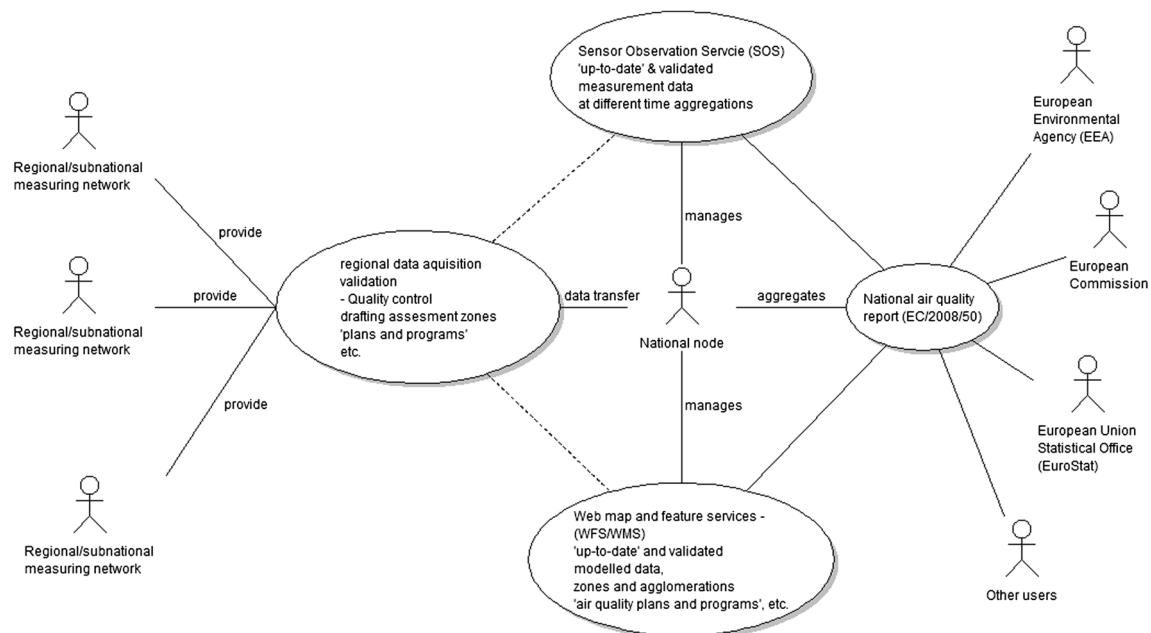 Sensor Observation Servcie (SOS)
'up-to-date' & validated
measurement data
at different time aggregations
European
Environmental
Agency (EEA)
Regional/subnational
measuring network
provide
manages
regional data aquisition
validation
- Quality control
drafting assesment zones
'plans and programs'
etc.
European
Commission
Regional/subnational
measuring network
provide
data transfer
National node
aggregates
National air quality
report (EC/2008/50)
provide
manages
European Union
Statistical Office
(EuroStat)
Regional/subnational
measuring network
Web map and feature services -
(WFS/WMS)
'up-to-date' and validated
modelled data,
zones and agglomerations
'air quality plans and programs', etc.
Other users